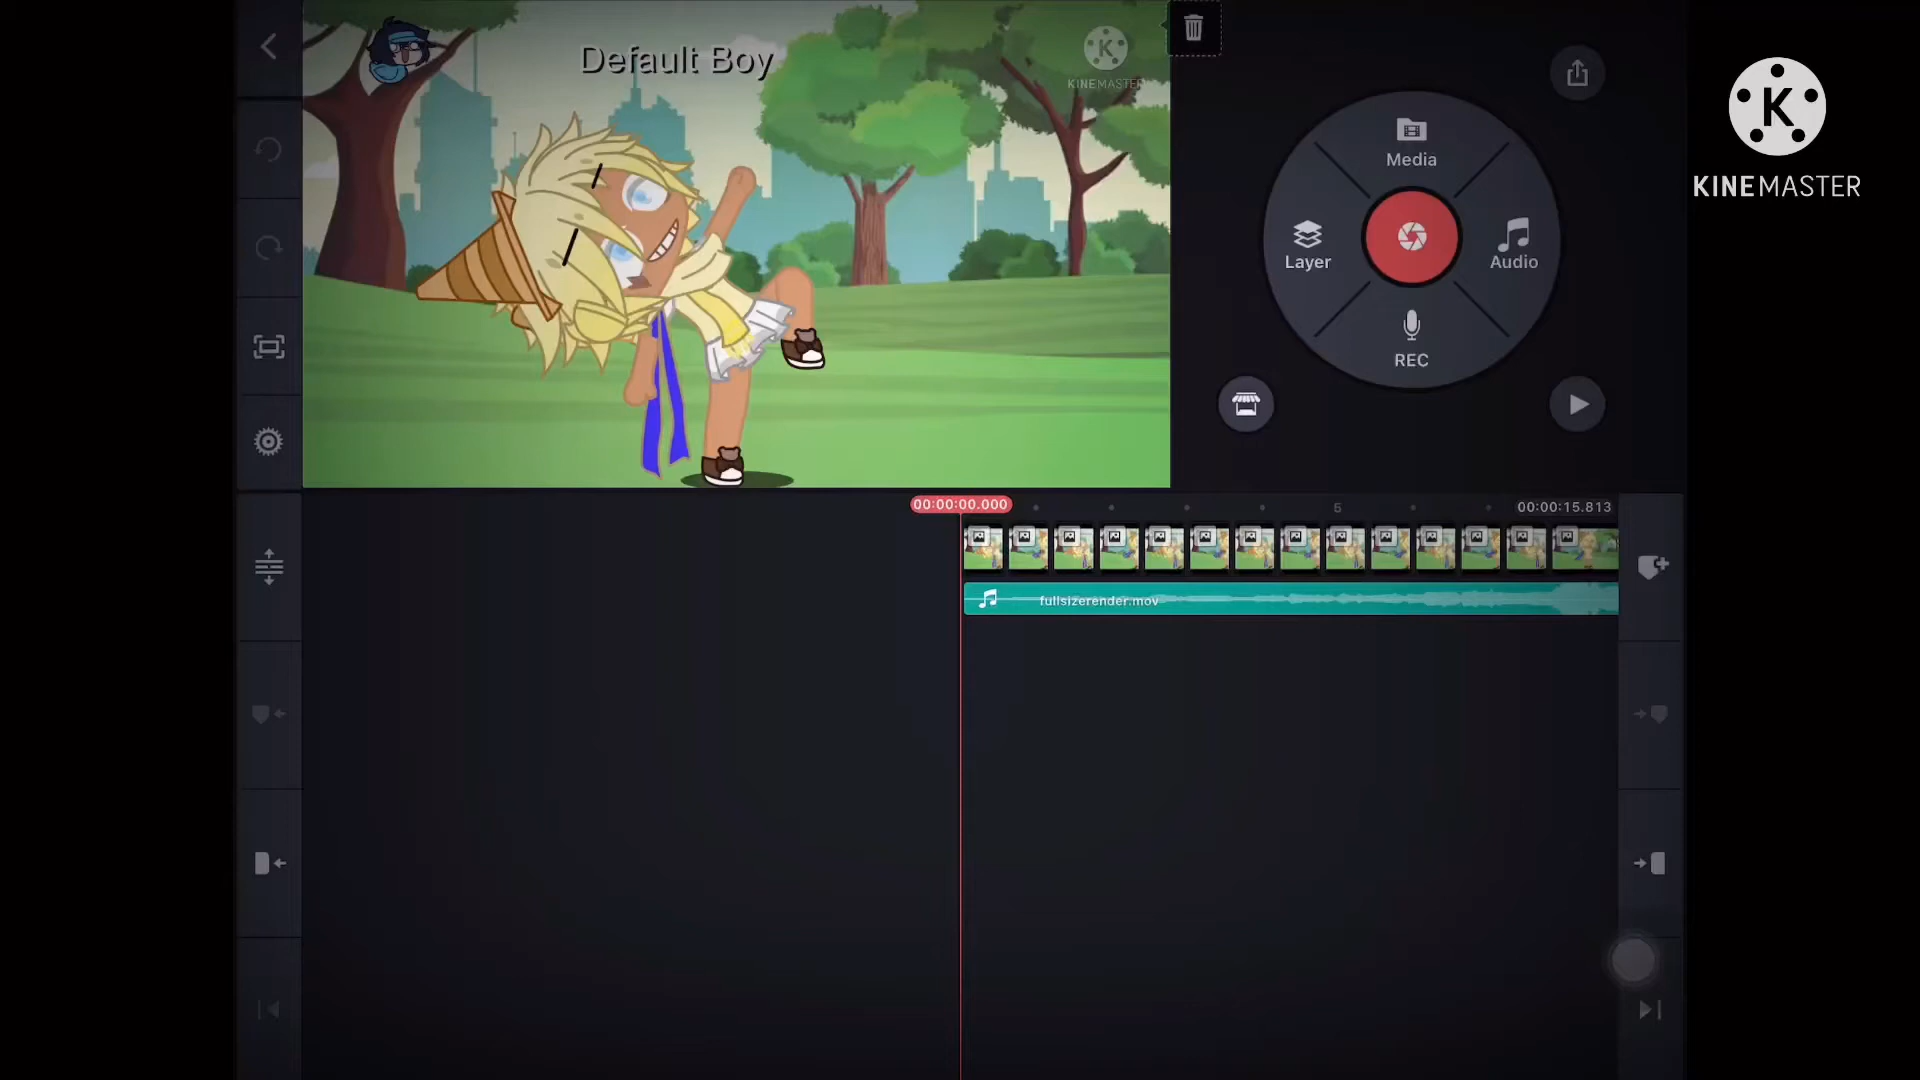 Default Boy
K
KINEMASTER
Media
Layer
Audio
REC
K
KINEMASTER
00:00:00.000
5
00:00:15.813
fullsizerender.mov